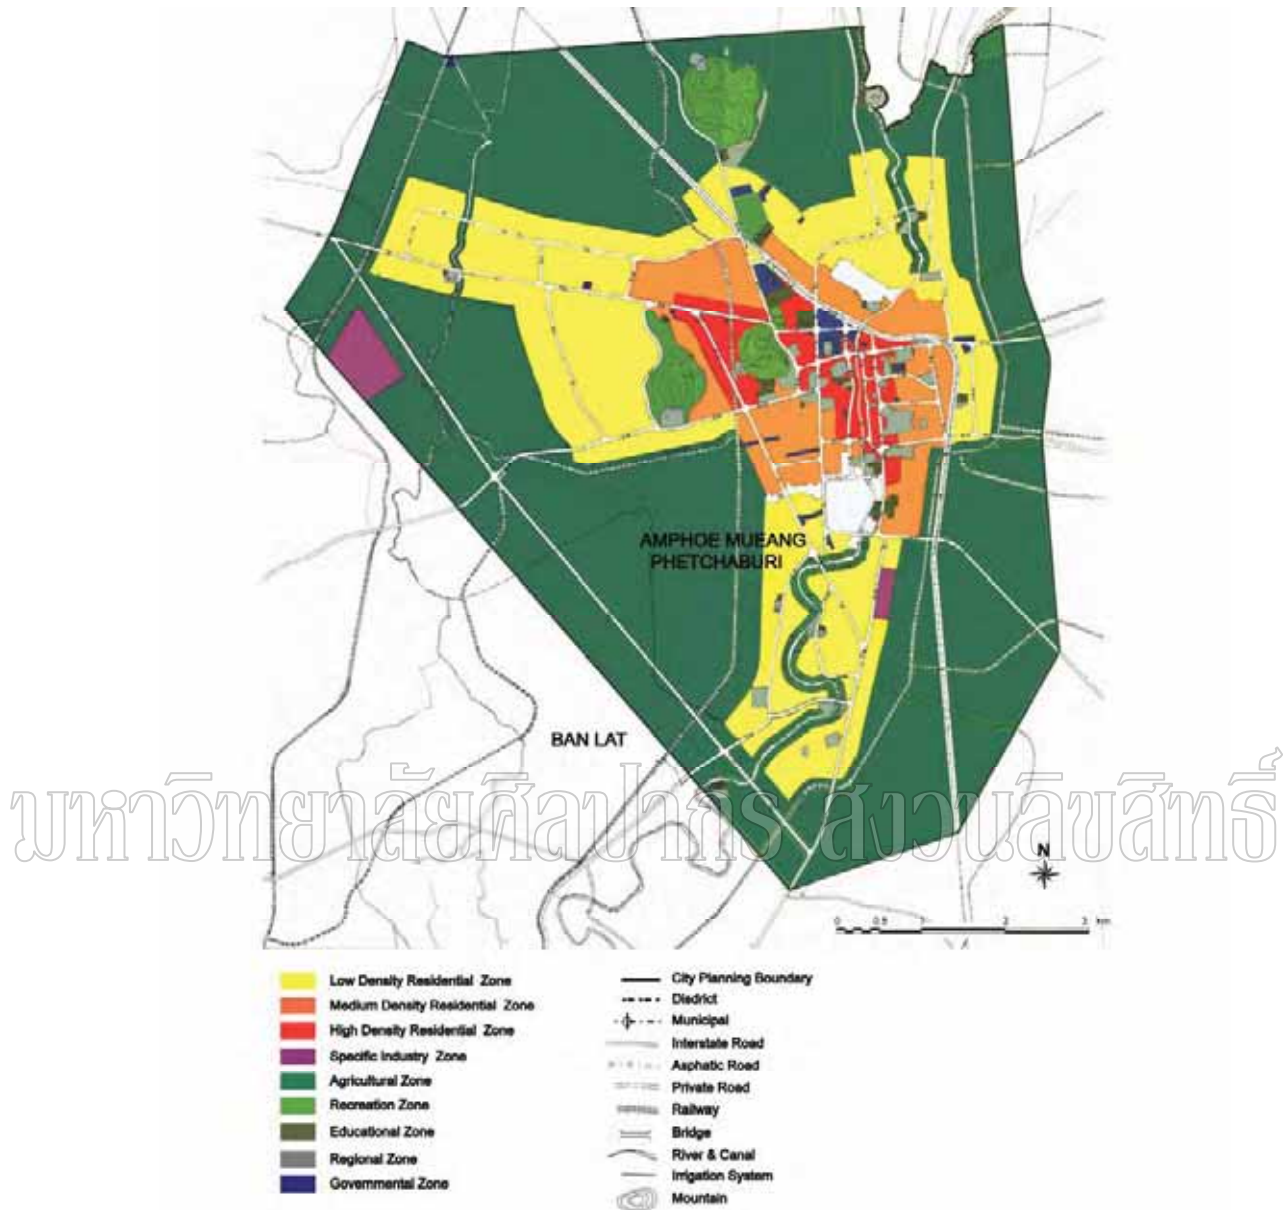 AMPHOE MUEANG
PHETCHABURI
BAN LAT
มหาวิทยาลัยศิลปากร สงวนลิขสิทธิ์
N
0 0.5 1 2 3 km
Low Density Residential Zone
Medium Density Residential Zone
High Density Residential Zone
Specific Industry Zone
Agricultural Zone
Recreation Zone
Educational Zone
Regional Zone
Governmental Zone
City Planning Boundary
District
Municipal
Interstate Road
Asphatic Road
Private Road
Railway
Bridge
River & Canal
Irrigation System
Mountain